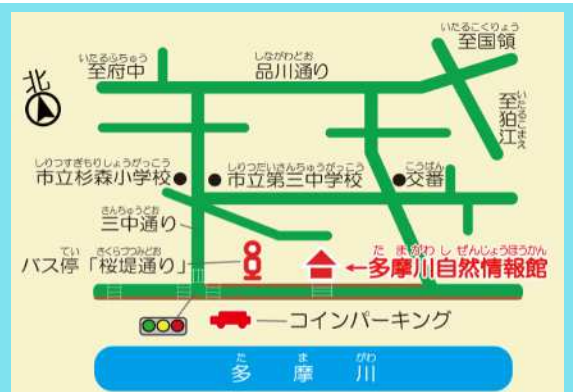 いたるこくりょう
至国領
いたるふちゅう
至府中
しながわどお
品川通り
北
いたるこまえ
至狛江
しりつすぎもりしょうがっこう
市立杉森小学校
しりつだいさんちゅうがっこう
市立第三中学校
こうばん
交番
さんちゅうどお
三中通り
てい さくらづつみどお
バス停「桜堤通り」
たまがわしぜんじょうほうかん
←多摩川自然情報館
コインパーキング
た ま がわ
多 摩 川